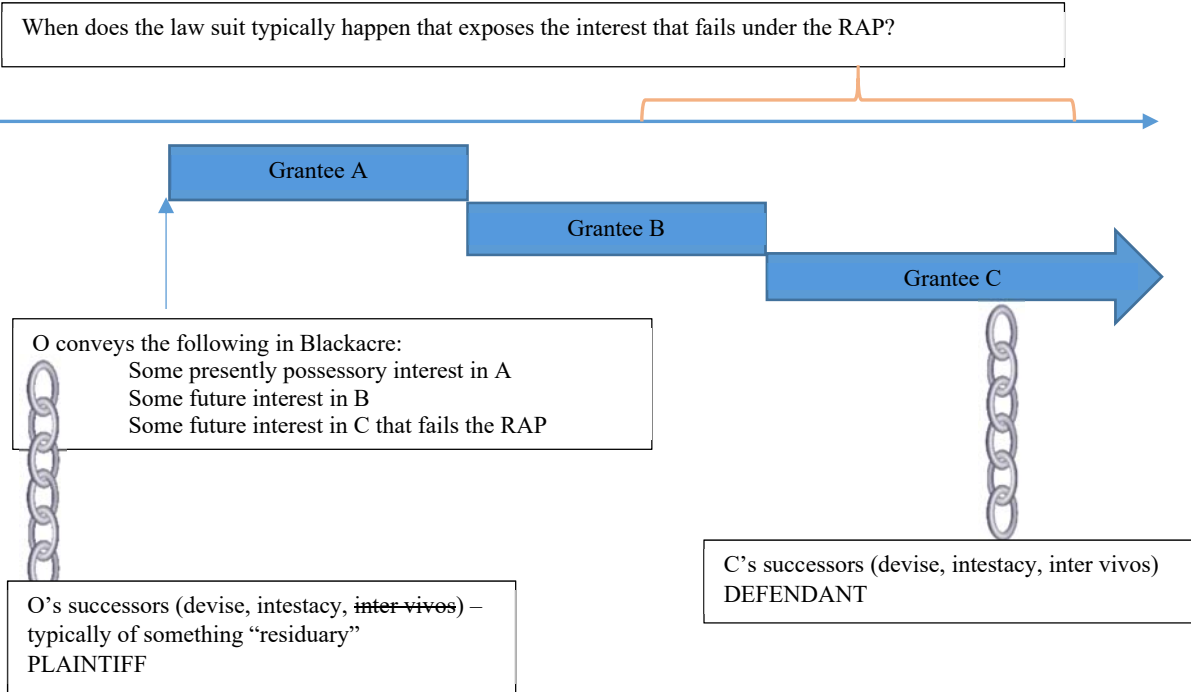 When does the law suit typically happen that exposes the interest that fails under the RAP?
Grantee A
Grantee B
Grantee C
O conveys the following in Blackacre:
Some presently possessory interest in A
Some future interest in B
Some future interest in C that fails the RAP
C’s successors (devise, intestacy, inter vivos)
DEFENDANT
O’s successors (devise, intestacy, inter vivos) –
typically of something “residuary”
PLAINTIFF